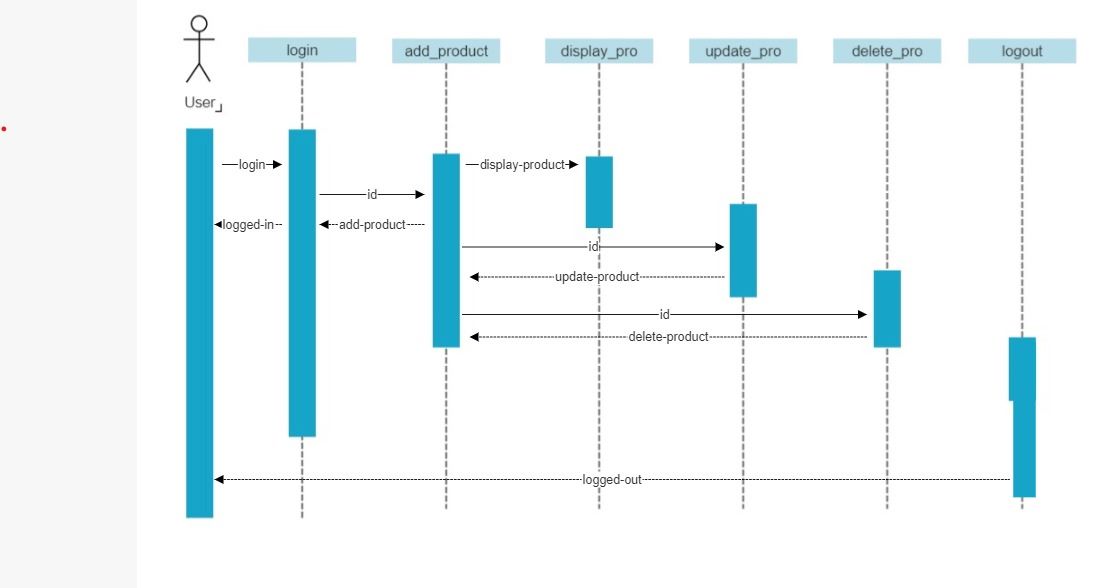 login
add_product
display_pro
update_pro
delete_pro
logout
User
login
display-product
id
logged-in
add-product
id
update-product
id
delete-product
logged-out